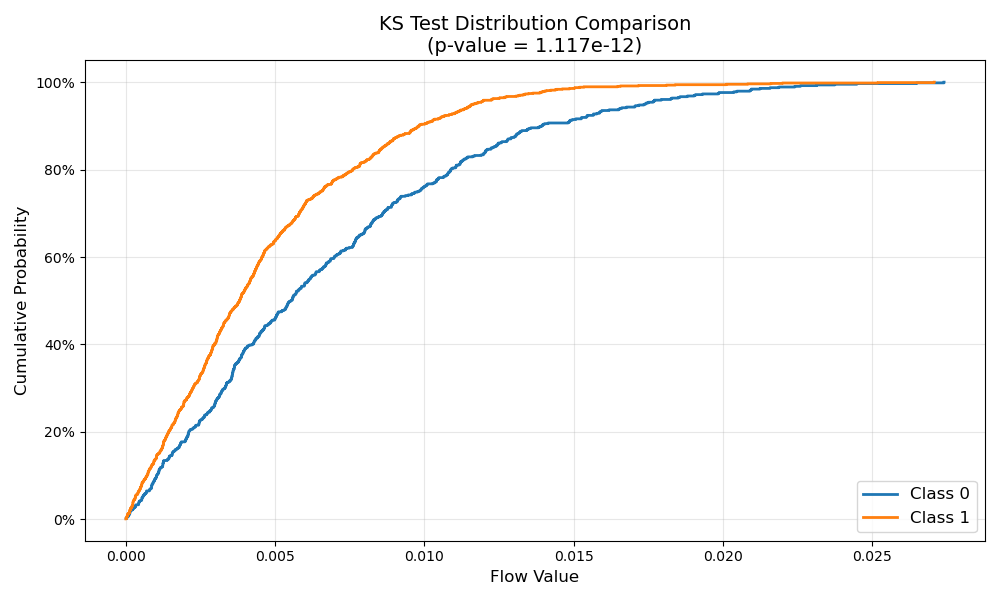 KS Test Distribution Comparison
(p-value = 1.117e-12)
Cumulative Probability
100%
80%
60%
40%
20%
0%
0.000
0.005
0.010
0.015
0.020
0.025
Flow Value
Class 0
Class 1